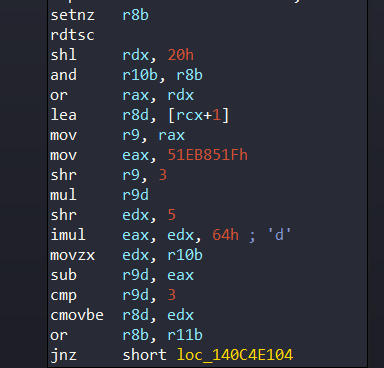 setnz r8b
rdtsc
shl rdx, 20h
and r10b, r8b
or rax, rdx
lea r8d, [rcx+1]
mov r9, rax
mov eax, 51EB851Fh
shr r9, 3
mul r9d
shr edx, 5
imul eax, edx, 64h ; 'd'
movzx edx, r10b
sub r9d, eax
cmp r9d, 3
cmovbe r8d, edx
or r8b, r11b
jnz short loc_140C4E104